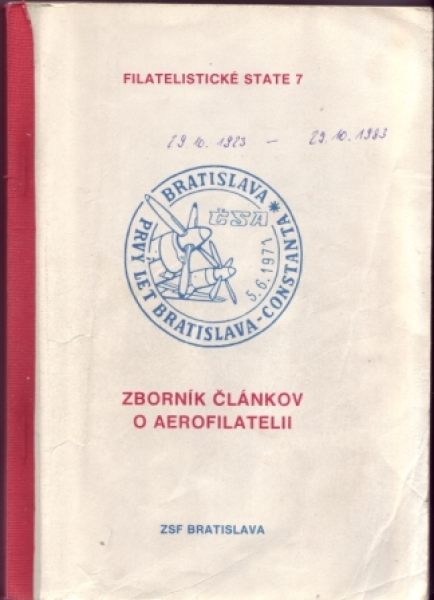 FILATELISTICKÉ STATE 7
29.10.1923 – 29.10.1983
BRATISLAVA
ČSA
5.6.1971
PRVÝ LET BRATISLAVA-CONSTANTA
ZBORNÍK ČLÁNKOV
O AEROFILATELII
ZSF BRATISLAVA